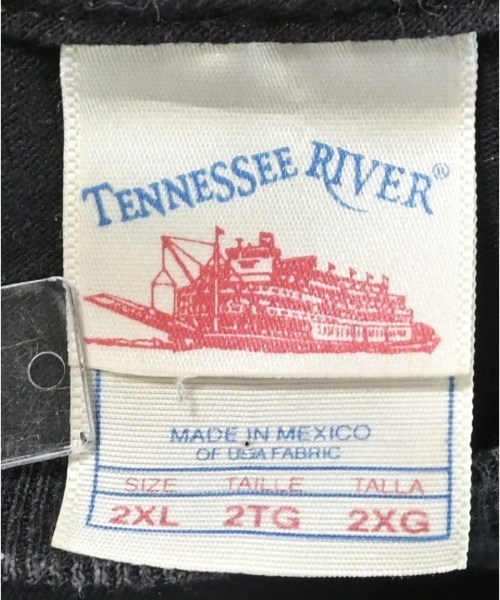 TENNESSEE RIVER®
MADE IN MEXICO
OF USA FABRIC
SIZE TAILLE TALLA
2XL 2TG 2XG